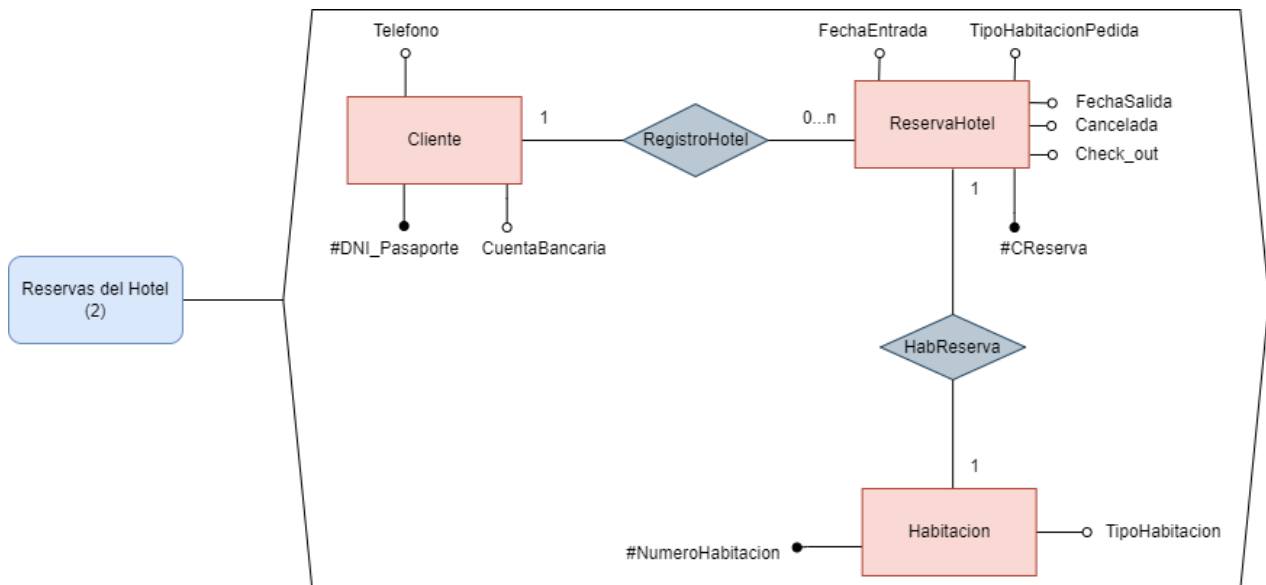 Telefono
FechaEntrada
TipoHabitacionPedida
Cliente
1
RegistroHotel
0...n
ReservaHotel
FechaSalida
Cancelada
Check_out
#DNI_Pasaporte
CuentaBancaria
1
#CReserva
Reservas del Hotel
(2)
HabReserva
1
#NumeroHabitacion
Habitacion
TipoHabitacion